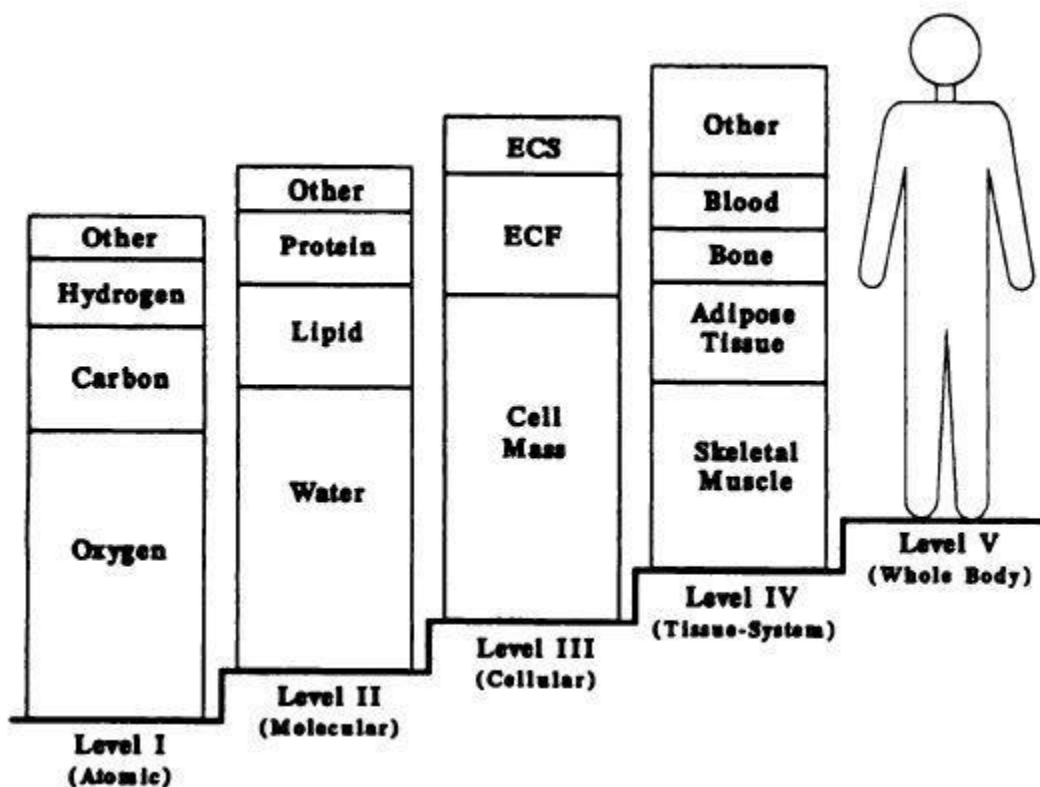 Other
Hydrogen
Carbon
Oxygen
Level I
(Atomic)
Other
Protein
Lipid
Water
Level II
(Molecular)
ECS
ECF
Cell
Mass
Level III
(Cellular)
Other
Blood
Bone
Adipose
Tissue
Skeletal
Muscle
Level IV
(Tissue-System)
Level V
(Whole Body)